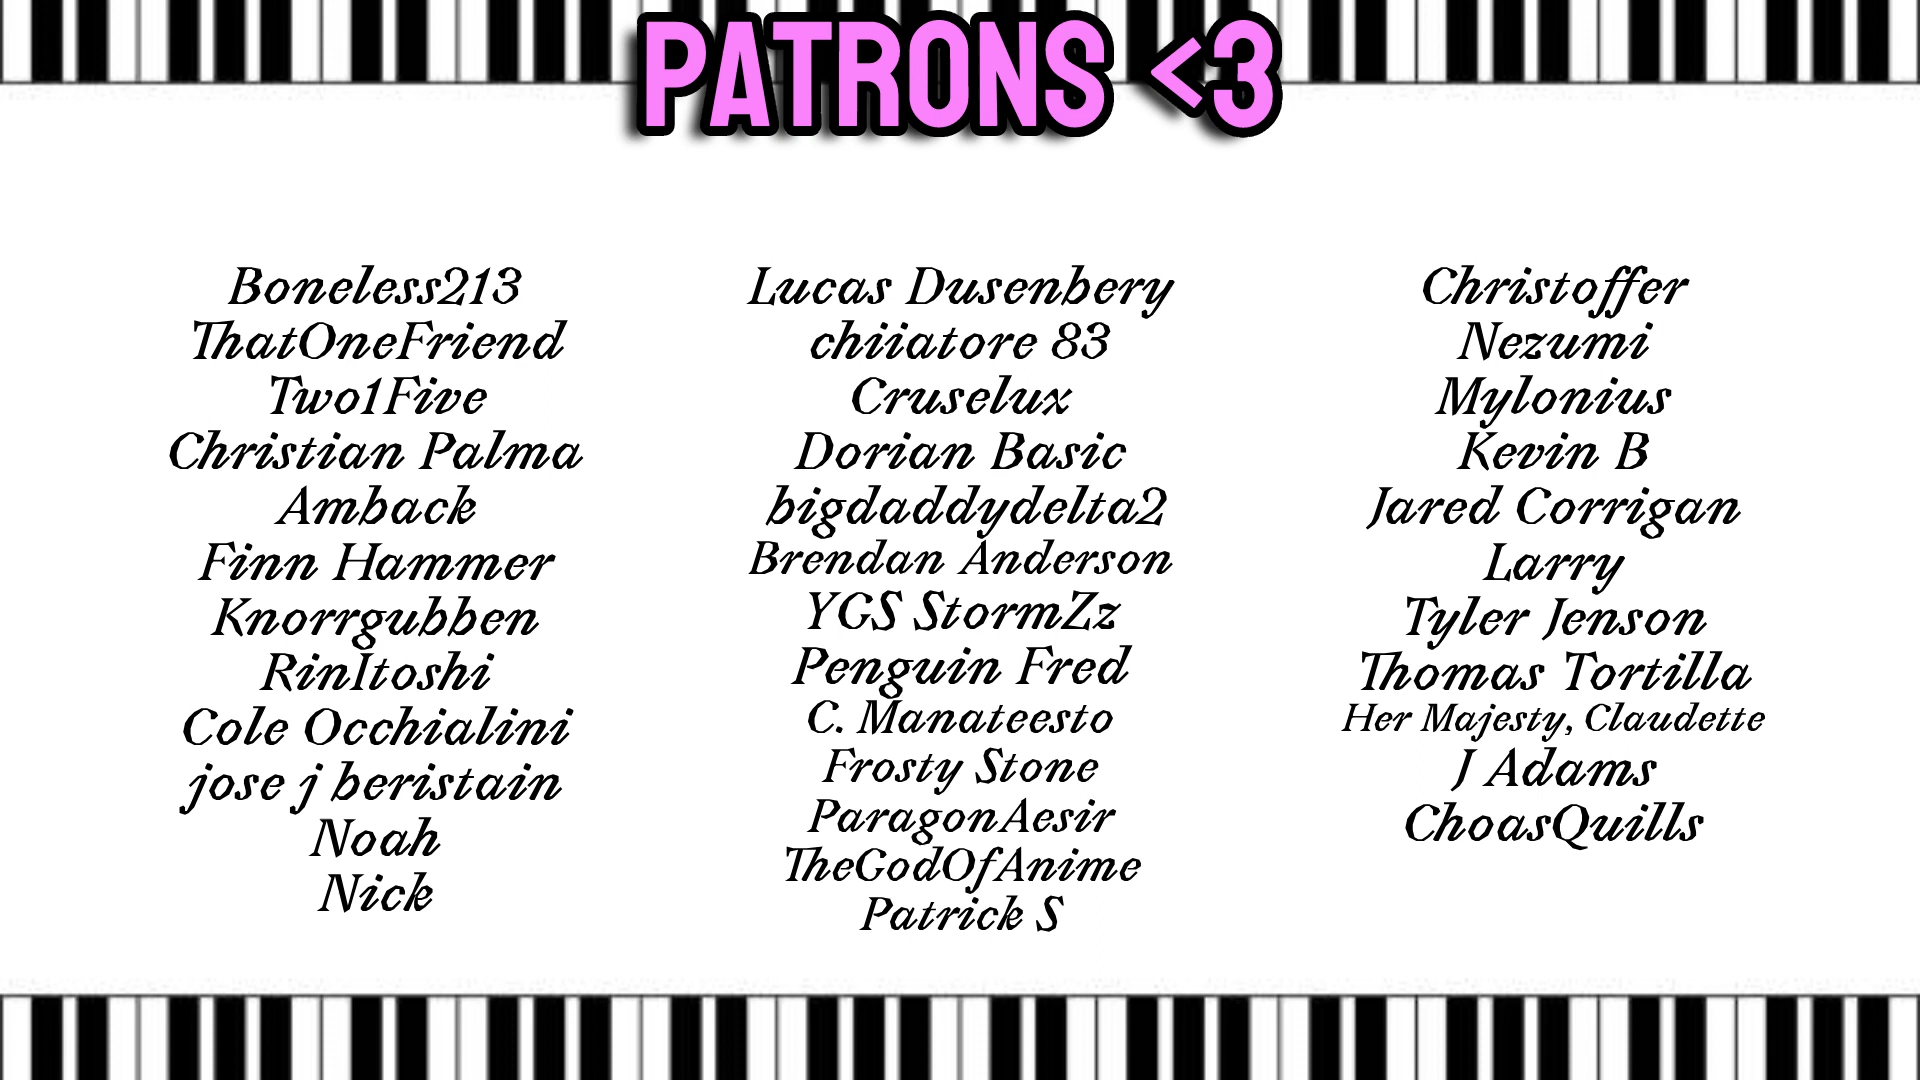 PATRONS <3
Boneless213
ThatOneFriend
Two1Five
Christian Palma
Amback
Finn Hammer
Knorrgubben
RinItoshi
Cole Occhialini
jose j beristain
Noah
Nick
Lucas Dusenbery
chiiatore 83
Cruselux
Dorian Basic
bigdaddydelta2
Brendan Anderson
YGS StormZz
Penguin Fred
C. Manateesto
Frosty Stone
ParagonAesir
TheGodOfAnime
Patrick S
Christoffer
Nezumi
Mylonius
Kevin B
Jared Corrigan
Larry
Tyler Jenson
Thomas Tortilla
Her Majesty, Claudette
J Adams
ChoasQuills